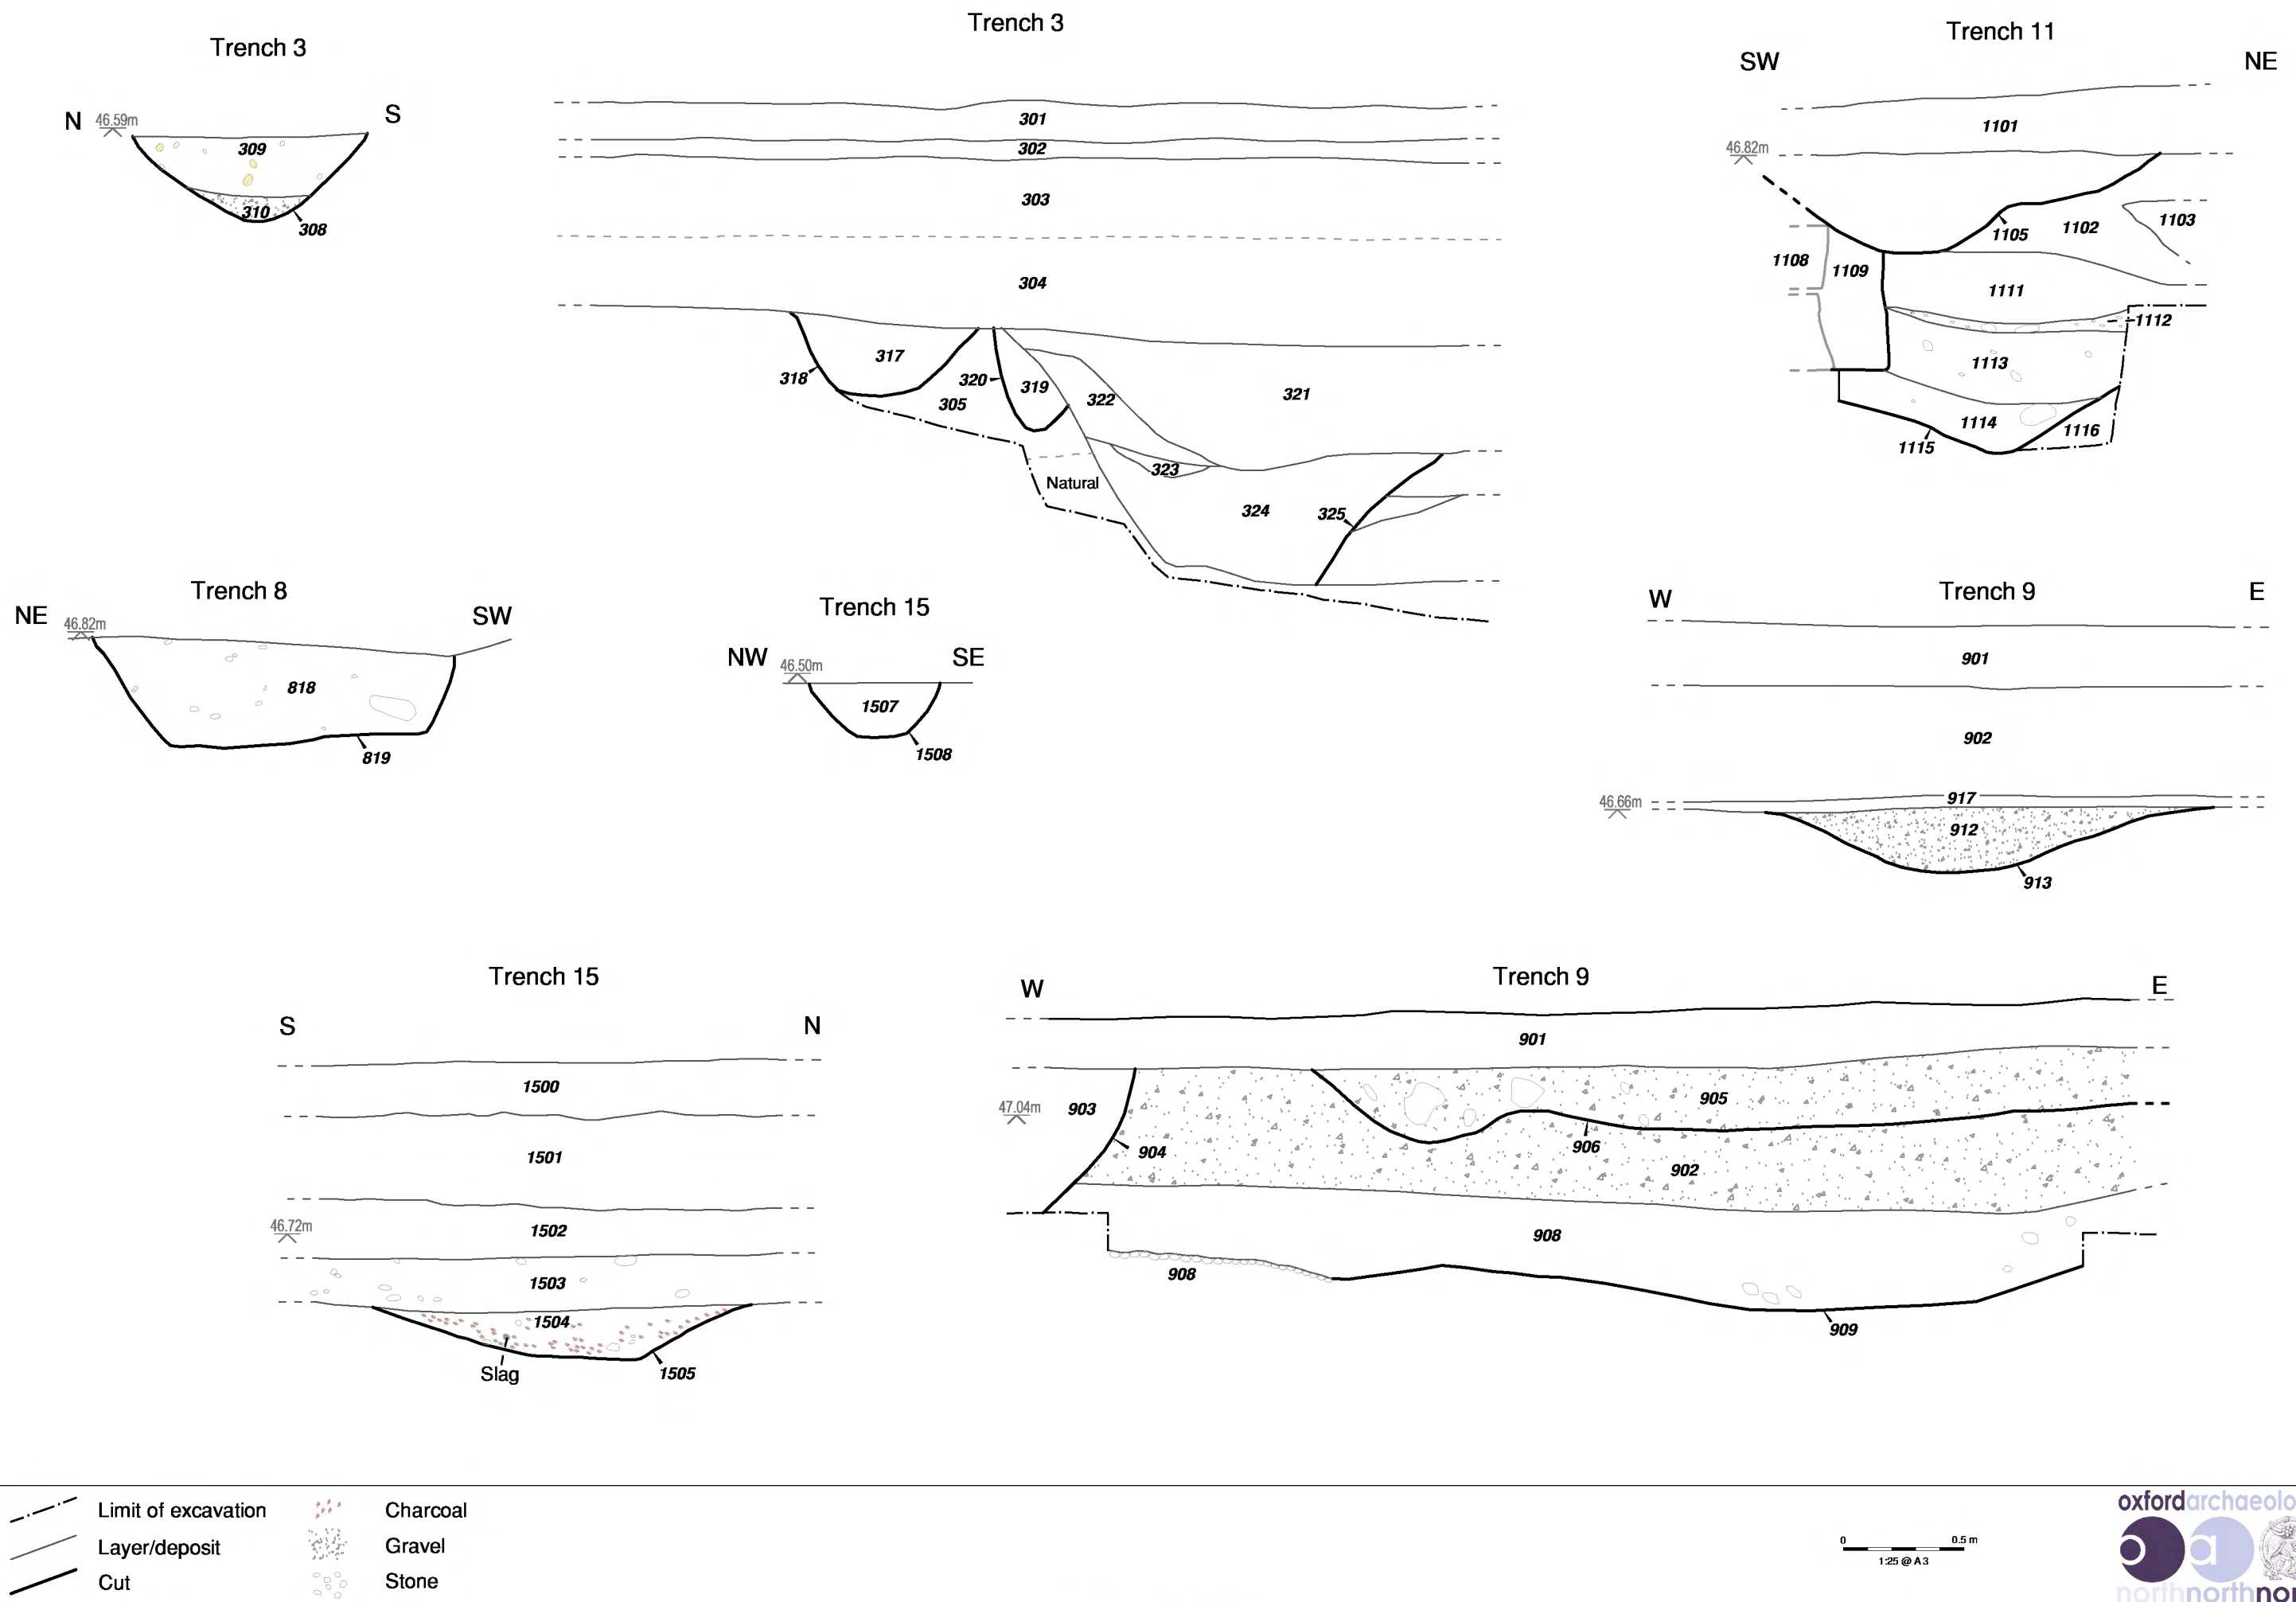 Trench 3
N
46.59m
S
309
310
308
Trench 3
301
302
303
304
317
318
320
319
305
322
321
323
Natural
324
325
Trench 11
SW
NE
1101
46.82m
1105
1102
1103
1108
1109
1111
1112
1113
1114
1115
1116
Trench 8
NE
46.82m
SW
818
819
Trench 15
NW
46.50m
SE
1507
1508
Trench 9
W
E
901
902
917
46.66m
912
913
Trench 15
S
N
1500
1501
46.72m
1502
1503
1504
Slag
1505
Trench 9
W
E
901
47.04m
903
905
904
906
902
908
908
909
Limit of excavation
Layer/deposit
Cut
Charcoal
Gravel
Stone
0
0.5 m
1:25 @ A3
oxfordarchaeolo
a
northnorthnor